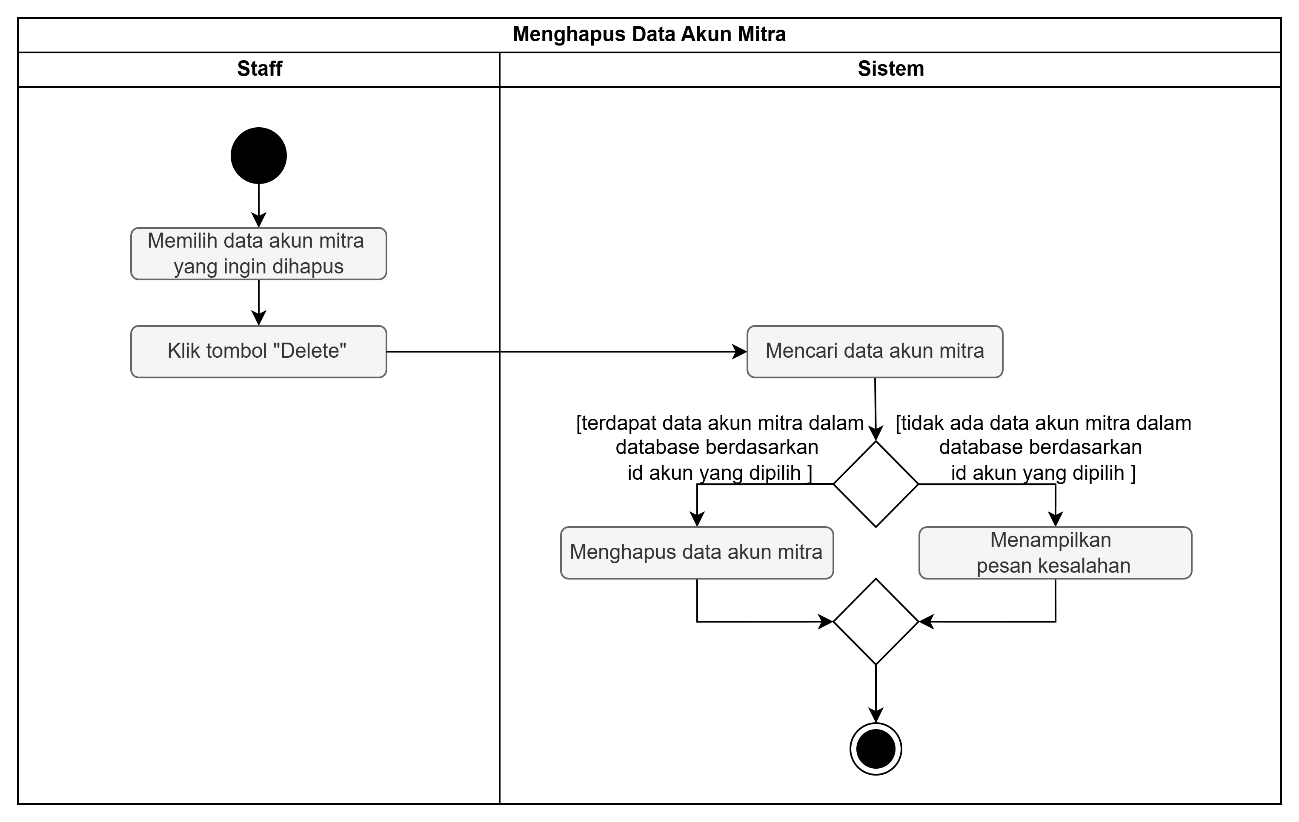 Menghapus Data Akun Mitra
Staff
Sistem
Memilih data akun mitra
yang ingin dihapus
Klik tombol "Delete"
Mencari data akun mitra
[terdapat data akun mitra dalam
database berdasarkan
id akun yang dipilih ]
[tidak ada data akun mitra dalam
database berdasarkan
id akun yang dipilih ]
Menghapus data akun mitra
Menampilkan
pesan kesalahan